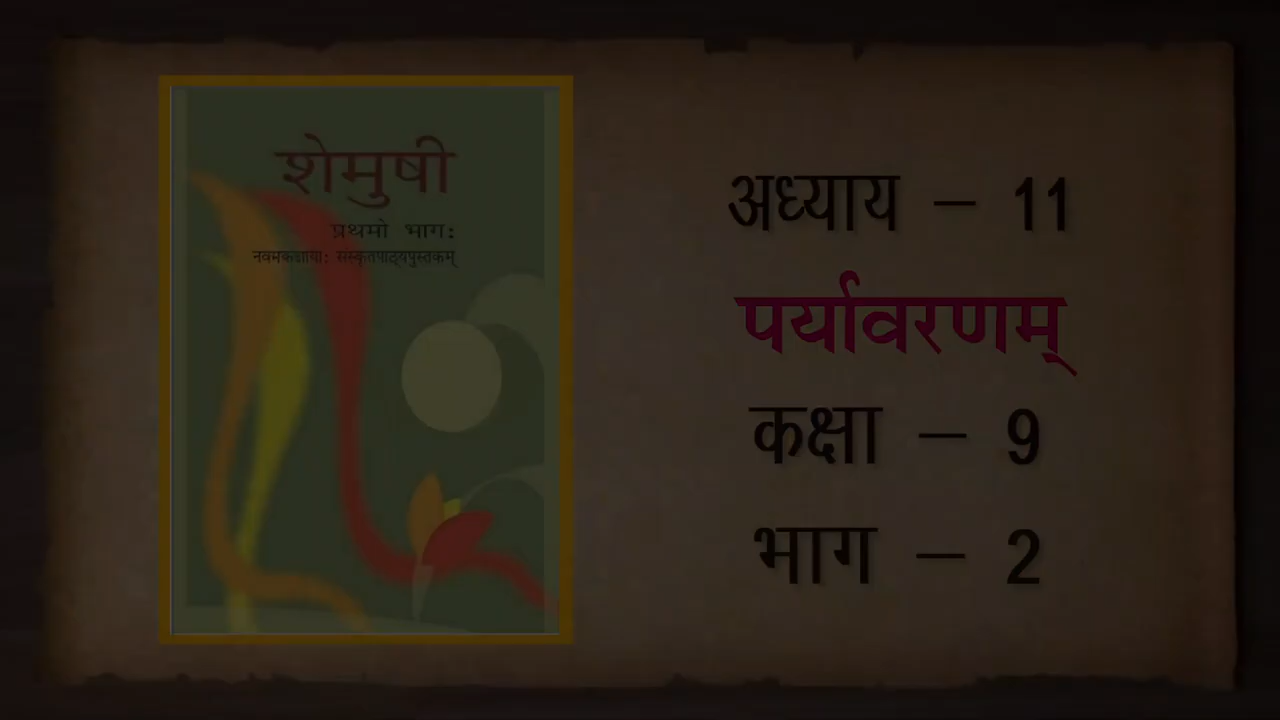 शेमुषी
प्रथमो भाग:
नवमकक्षाया: संस्कृतपाठ्यपुस्तकम्
अध्याय – 11
पर्यावरणम्
कक्षा – 9
भाग – 2